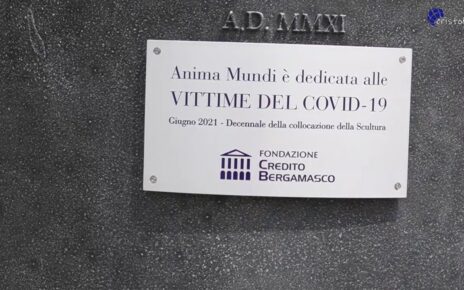 cristo
A.D. MMXI
Anima Mundi è dedicata alle
VITTIME DEL COVID-19
Giugno 2021 - Decennale della collocazione della Scultura
FONDAZIONE
CREDITO
BERGAMASCO